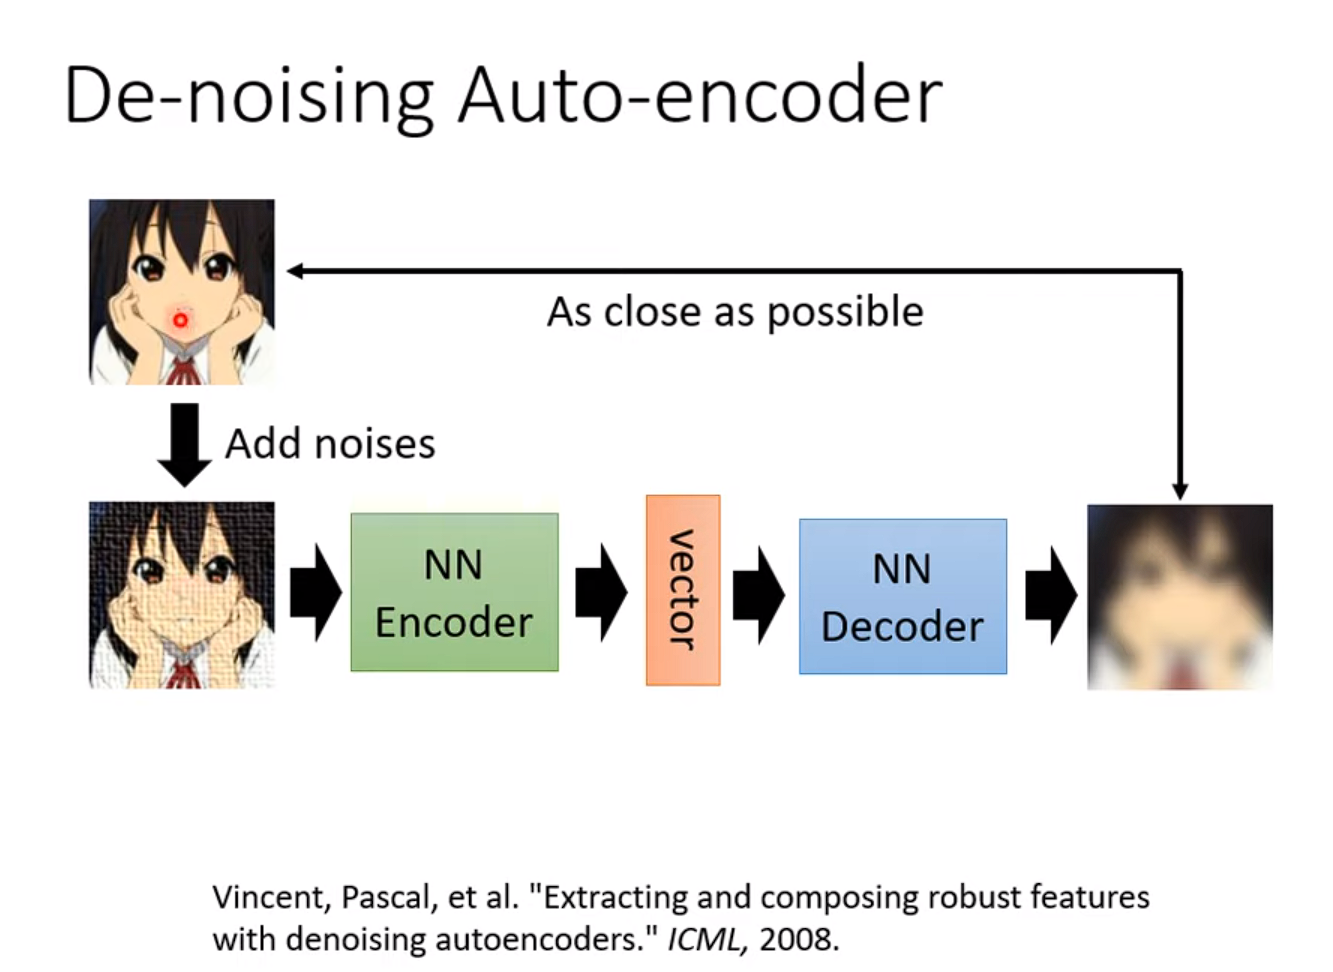 De-noising Auto-encoder
As close as possible
Add noises
NN
Encoder
vector
NN
Decoder
Vincent, Pascal, et al. "Extracting and composing robust features
with denoising autoencoders." ICML, 2008.